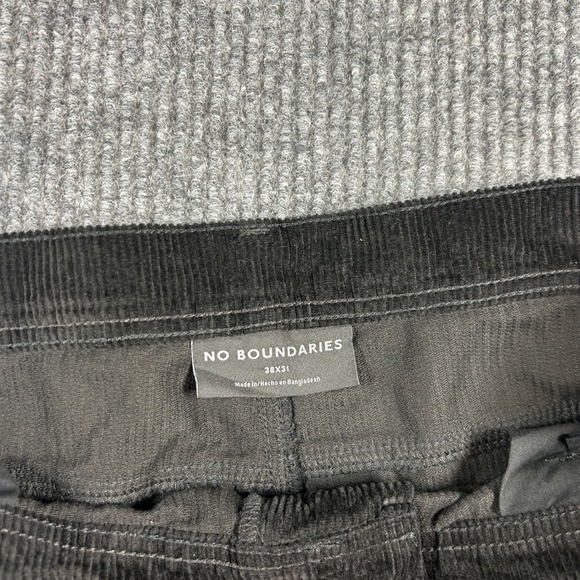 NO BOUNDARIES
38X31
Made in/Hecho en Bangladesh